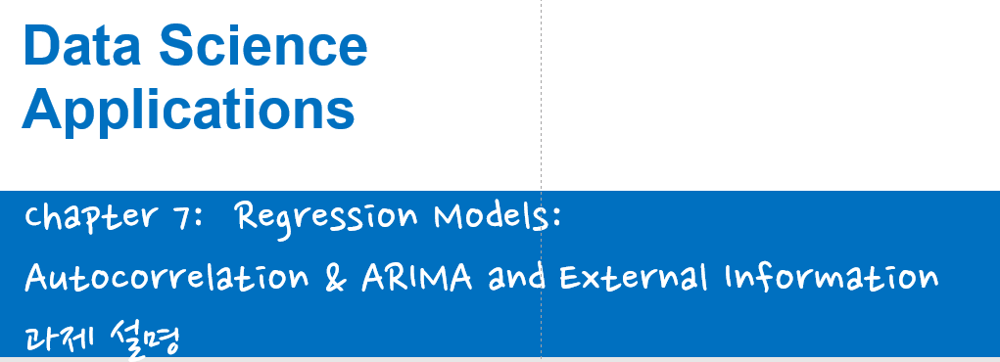 Data Science
Applications
Chapter 7: Regression Models:
Autocorrelation & ARIMA and External Information
과제 설명